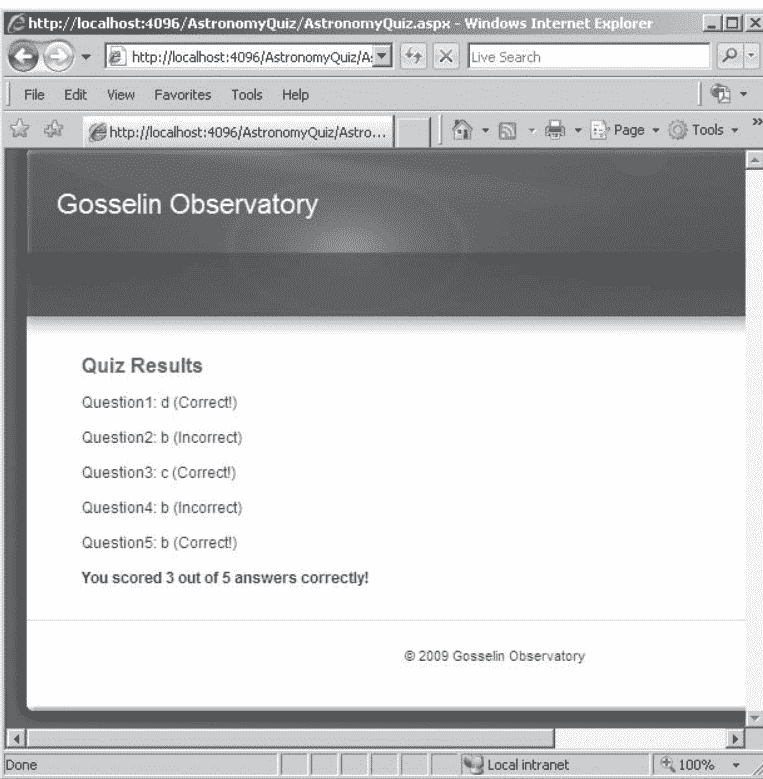 http://localhost:4096/AstronomyQuiz/AstronomyQuiz.aspx - Windows Internet Explorer
http://localhost:4096/AstronomyQuiz/A:
Live Search
File Edit View Favorites Tools Help
http://localhost:4096/AstronomyQuiz/Astro...
Page Tools »
Gosselin Observatory
Quiz Results
Question1: d (Correct!)
Question2: b (Incorrect)
Question3: c (Correct!)
Question4: b (Incorrect)
Question5: b (Correct!)
You scored 3 out of 5 answers correctly!
© 2009 Gosselin Observatory
Done
Local intranet
100%